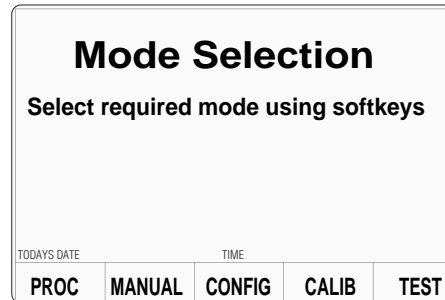 Mode Selection
Select required mode using softkeys
TODAYS DATE TIME
PROC MANUAL CONFIG CALIB TEST